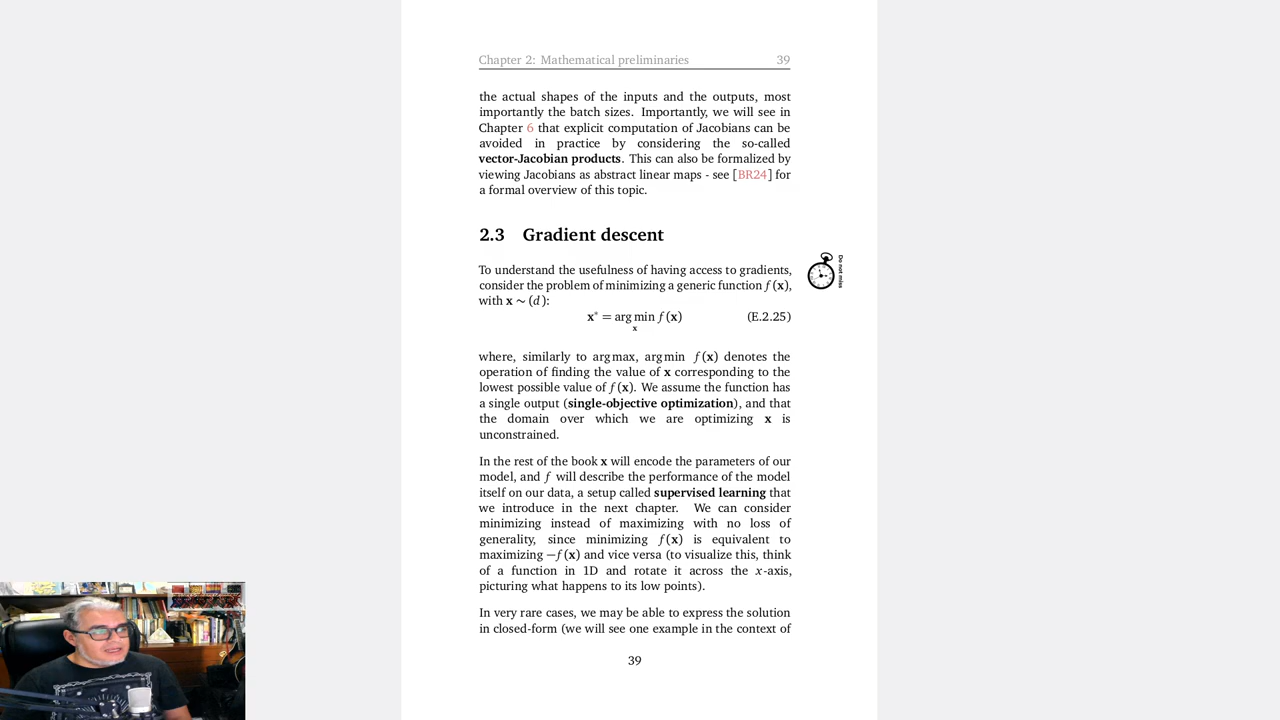 Chapter 2: Mathematical preliminaries 39
the actual shapes of the inputs and the outputs, most
importantly the batch sizes. Importantly, we will see in
Chapter 6 that explicit computation of Jacobians can be
avoided in practice by considering the so-called
vector-Jacobian products. This can also be formalized by
viewing Jacobians as abstract linear maps - see [BR24] for
a formal overview of this topic.
2.3 Gradient descent
Do not miss
To understand the usefulness of having access to gradients,
consider the problem of minimizing a generic function f(x),
with x ∼ (d):
x* = arg min f(x) (E.2.25)
x
where, similarly to arg max, arg min f(x) denotes the
operation of finding the value of x corresponding to the
lowest possible value of f(x). We assume the function has
a single output (single-objective optimization), and that
the domain over which we are optimizing x is
unconstrained.
In the rest of the book x will encode the parameters of our
model, and f will describe the performance of the model
itself on our data, a setup called supervised learning that
we introduce in the next chapter. We can consider
minimizing instead of maximizing with no loss of
generality, since minimizing f(x) is equivalent to
maximizing −f(x) and vice versa (to visualize this, think
of a function in 1D and rotate it across the x-axis,
picturing what happens to its low points).
In very rare cases, we may be able to express the solution
in closed-form (we will see one example in the context of
39